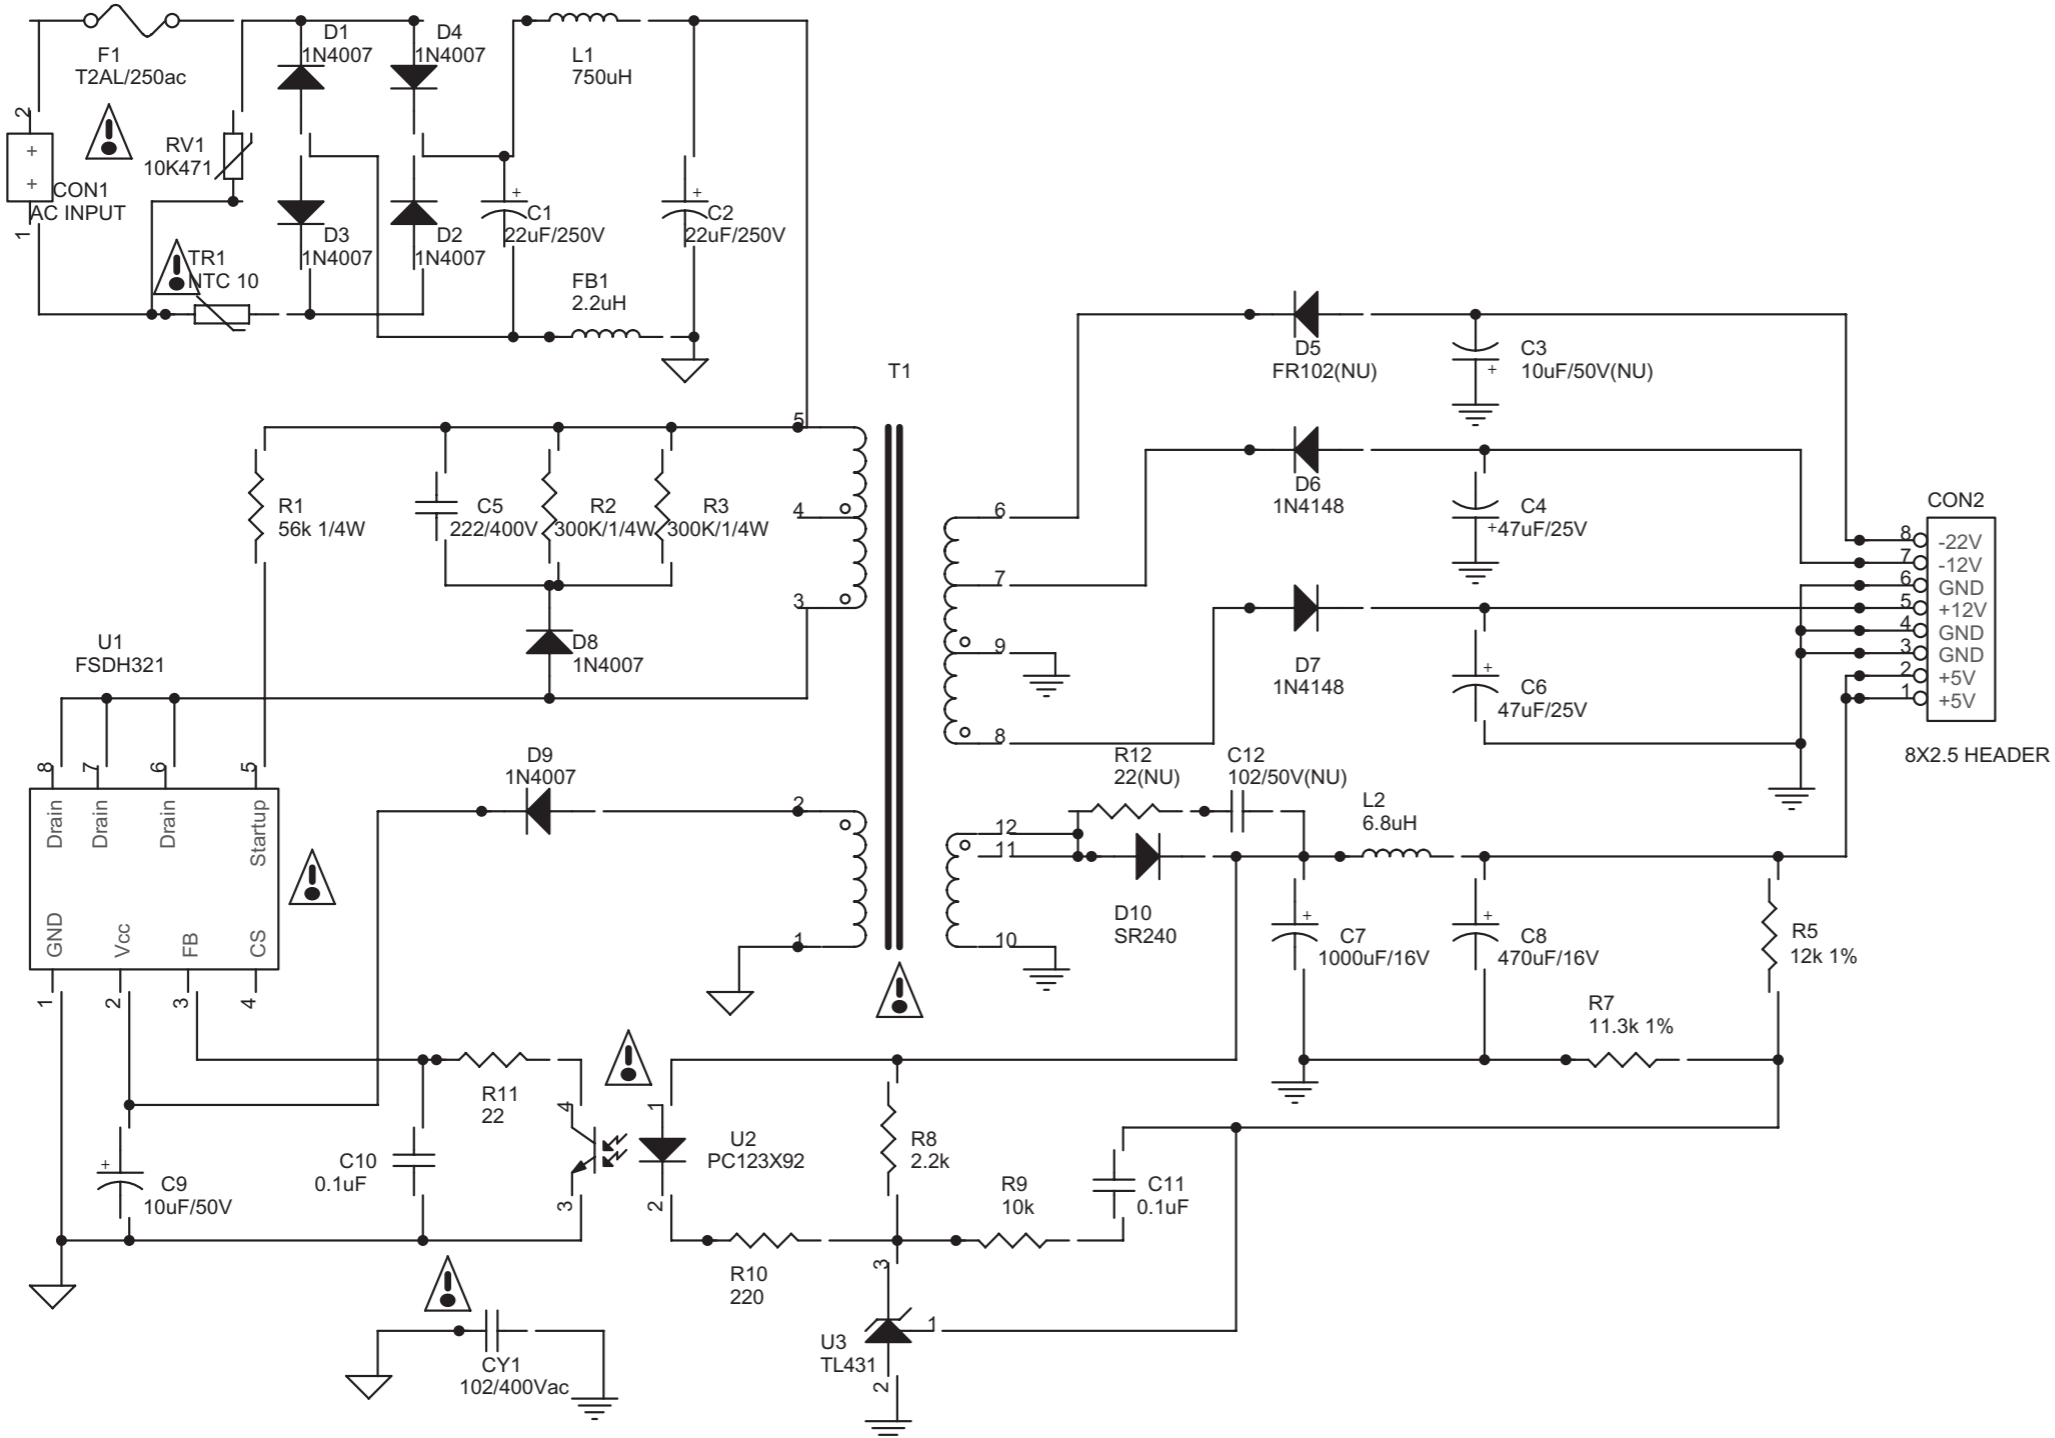 F1
T2AL/250ac
D1
1N4007
D4
1N4007
L1
750uH
2
+
+
1
CON1
AC INPUT
RV1
10K471
TR1
NTC 10
D3
1N4007
D2
1N4007
+
C1
22uF/250V
+
C2
22uF/250V
FB1
2.2uH
T1
D5
FR102(NU)
C3
10uF/50V(NU)
+
D6
1N4148
C4
+
47uF/25V
D7
1N4148
+
C6
47uF/25V
CON2
8
-22V
7
-12V
6
GND
5
+12V
4
GND
3
GND
2
+5V
1
+5V
8X2.5 HEADER
R1
56k 1/4W
C5
222/400V
R2
300K/1/4W
R3
300K/1/4W
5
4
3
6
7
9
8
D8
1N4007
U1
FSDH321
8
7
6
5
Drain
Drain
Drain
Startup
GND
Vcc
FB
CS
1
2
3
4
D9
1N4007
2
1
12
11
10
R12
22(NU)
C12
102/50V(NU)
L2
6.8uH
D10
SR240
+
C7
1000uF/16V
+
C8
470uF/16V
R5
12k 1%
R7
11.3k 1%
R11
22
+
C9
10uF/50V
C10
0.1uF
4
3
1
2
U2
PC123X92
R8
2.2k
R9
10k
C11
0.1uF
R10
220
3
1
2
U3
TL431
CY1
102/400Vac